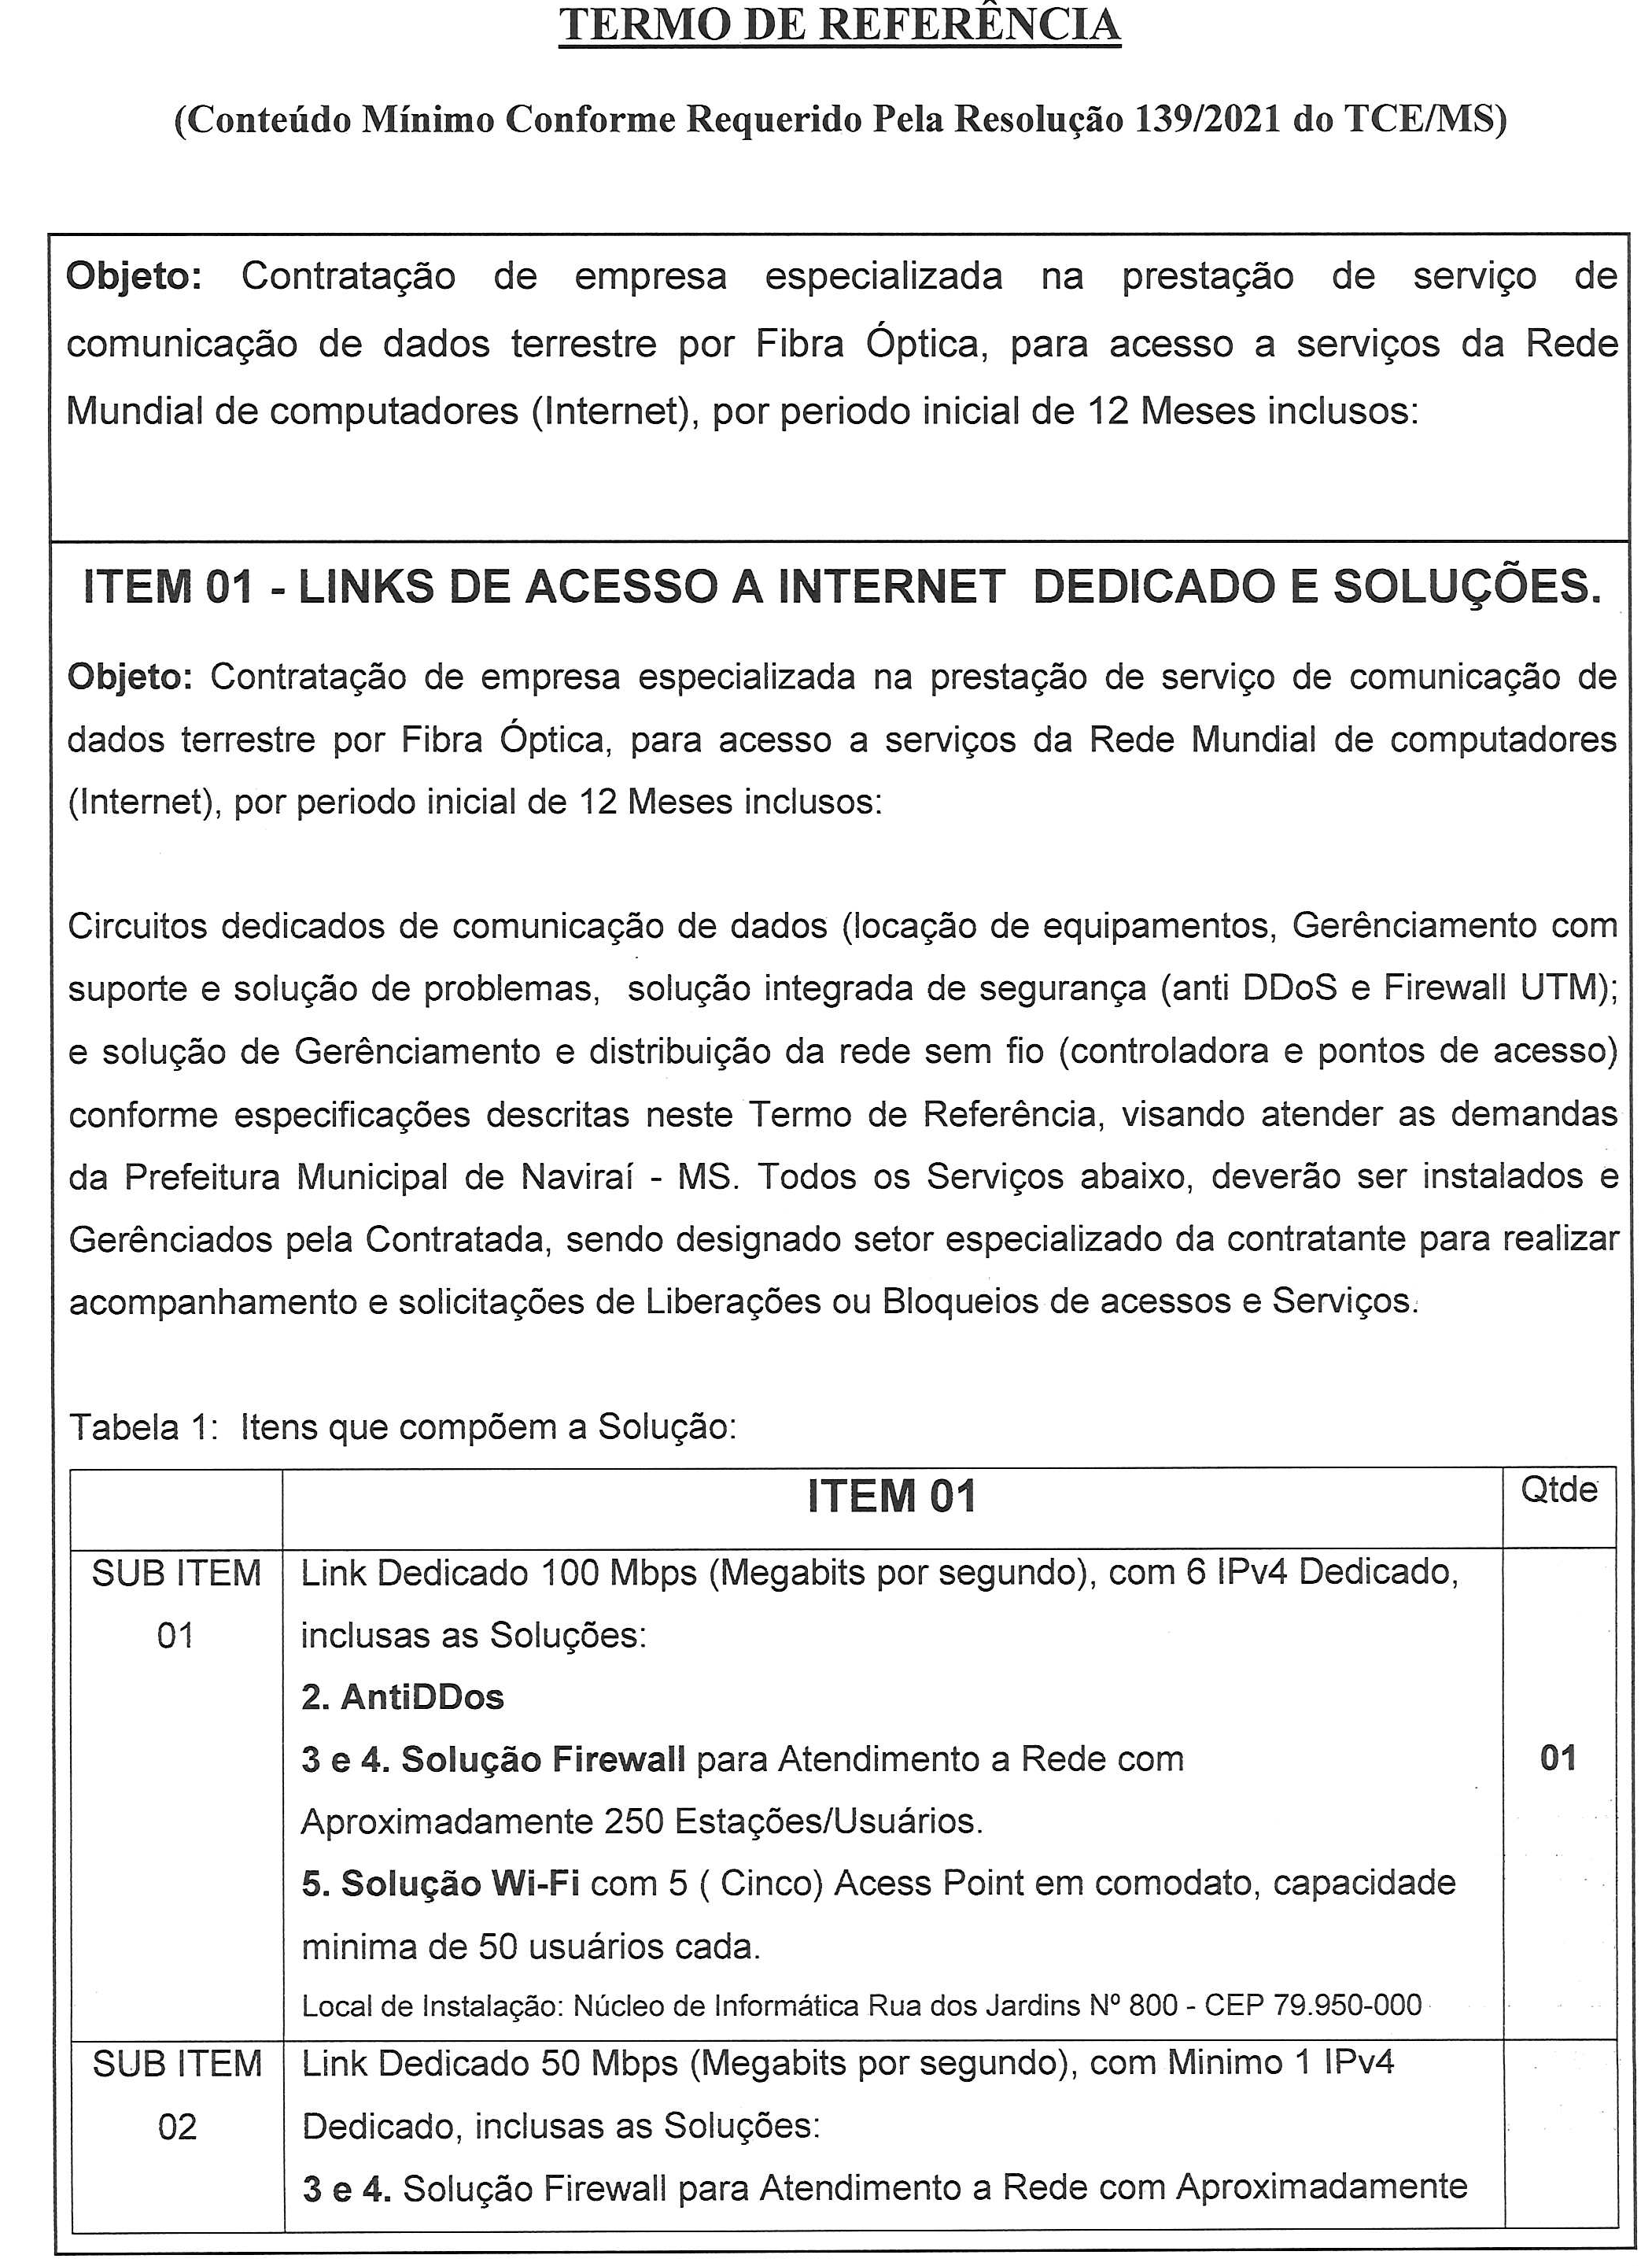 TERMO DE REFERÊNCIA
(Conteúdo Mínimo Conforme Requerido Pela Resolução 139/2021 do TCE/MS)
Objeto: Contratação de empresa especializada na prestação de serviço de
comunicação de dados terrestre por Fibra Óptica, para acesso a serviços da Rede
Mundial de computadores (Internet), por periodo inicial de 12 Meses inclusos:
ITEM 01 - LINKS DE ACESSO A INTERNET DEDICADO E SOLUÇÕES.
Objeto: Contratação de empresa especializada na prestação de serviço de comunicação de
dados terrestre por Fibra Óptica, para acesso a serviços da Rede Mundial de computadores
(Internet), por periodo inicial de 12 Meses inclusos:
Circuitos dedicados de comunicação de dados (locação de equipamentos, Gerênciamento com
suporte e solução de problemas, solução integrada de segurança (anti DDoS e Firewall UTM);
e solução de Gerênciamento e distribuição da rede sem fio (controladora e pontos de acesso)
conforme especificações descritas neste Termo de Referência, visando atender as demandas
da Prefeitura Municipal de Naviraí - MS. Todos os Serviços abaixo, deverão ser instalados e
Gerênciados pela Contratada, sendo designado setor especializado da contratante para realizar
acompanhamento e solicitações de Liberações ou Bloqueios de acessos e Serviços.
Tabela 1: Itens que compõem a Solução:
ITEM 01 Qtde
SUB ITEM Link Dedicado 100 Mbps (Megabits por segundo), com 6 IPv4 Dedicado,
01 inclusas as Soluções:
2. AntiDDos
3 e 4. Solução Firewall para Atendimento a Rede com 01
Aproximadamente 250 Estações/Usuários.
5. Solução Wi-Fi com 5 ( Cinco) Acess Point em comodato, capacidade
minima de 50 usuários cada.
Local de Instalação: Núcleo de Informática Rua dos Jardins Nº 800 - CEP 79.950-000
SUB ITEM Link Dedicado 50 Mbps (Megabits por segundo), com Minimo 1 IPv4
02 Dedicado, inclusas as Soluções:
3 e 4. Solução Firewall para Atendimento a Rede com Aproximadamente